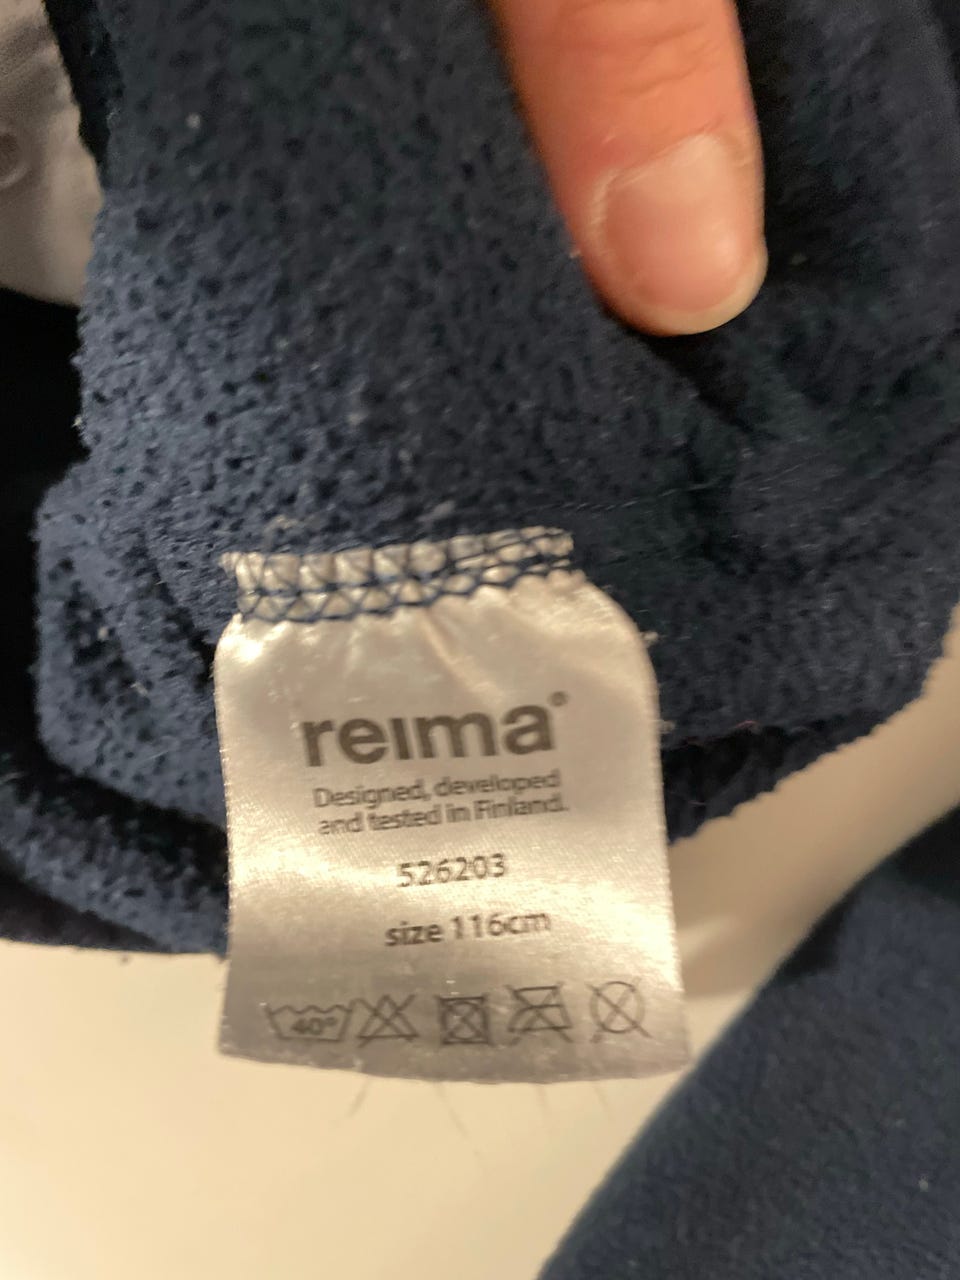 reima®
Designed, developed
and tested in Finland.
526203
size 116cm
40°